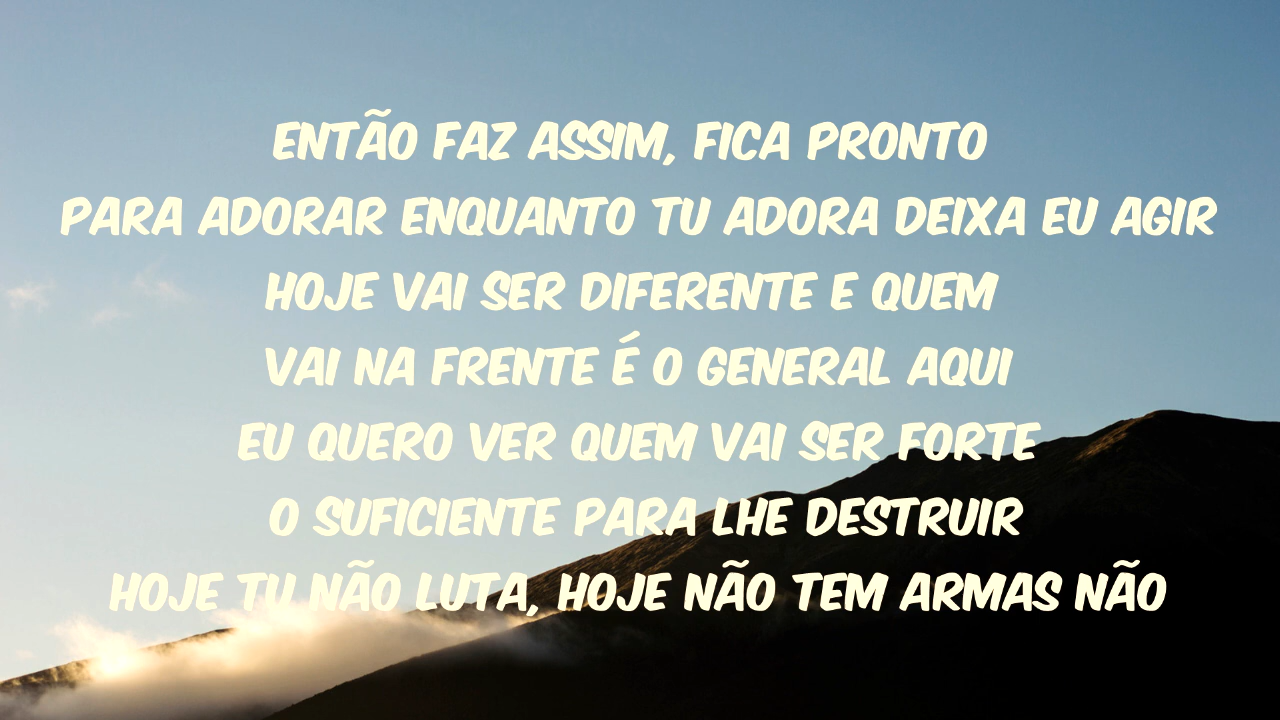 ENTÃO FAZ ASSIM, FICA PRONTO
PARA ADORAR ENQUANTO TU ADORA DEIXA EU AGIR
HOJE VAI SER DIFERENTE E QUEM
VAI NA FRENTE É O GENERAL AQUI
EU QUERO VER QUEM VAI SER FORTE
O SUFICIENTE PARA LHE DESTRUIR
HOJE TU NÃO LUTA, HOJE NÃO TEM ARMAS NÃO